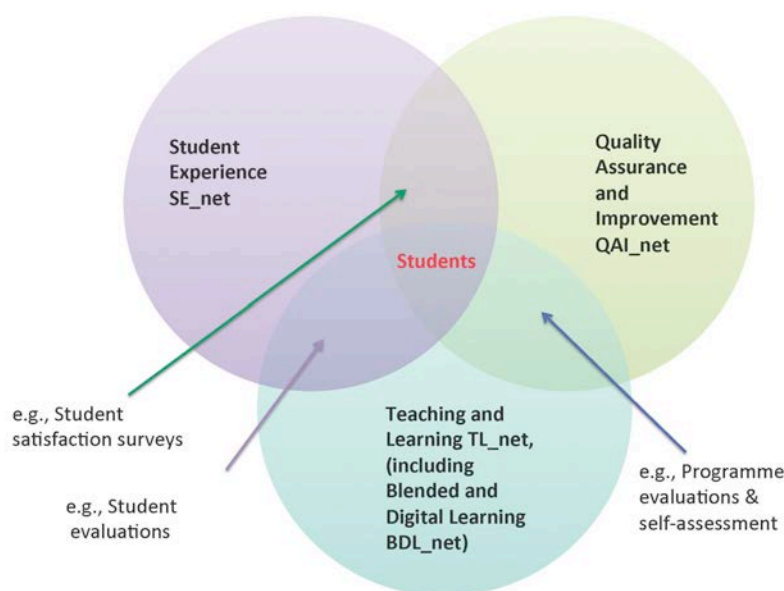 Student
Experience
SE_net
Quality
Assurance
and
Improvement
QAI_net
Students
e.g., Student
satisfaction surveys
Teaching and
Learning TL_net,
(including
Blended and
Digital Learning
BDL_net)
e.g., Student
evaluations
e.g., Programme
evaluations &
self-assessment